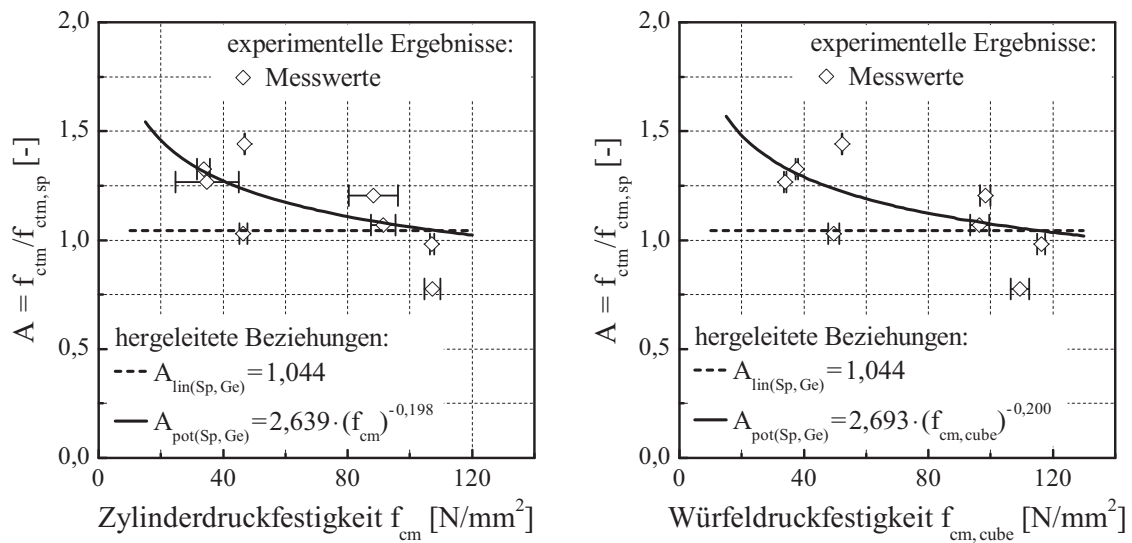 2,0
1,5
1,0
0,5
0,0
A = f_ctm/f_ctm,sp [-]
experimentelle Ergebnisse:
◇ Messwerte
hergeleitete Beziehungen:
A_lin(Sp, Ge) = 1,044
A_pot(Sp, Ge) = 2,639 · (f_cm)^-0,198
0 40 80 120
Zylinderdruckfestigkeit f_cm [N/mm²]
2,0
1,5
1,0
0,5
0,0
A = f_ctm/f_ctm,sp [-]
experimentelle Ergebnisse:
◇ Messwerte
hergeleitete Beziehungen:
A_lin(Sp, Ge) = 1,044
A_pot(Sp, Ge) = 2,693 · (f_cm,cube)^-0,200
0 40 80 120
Würfeldruckfestigkeit f_cm,cube [N/mm²]